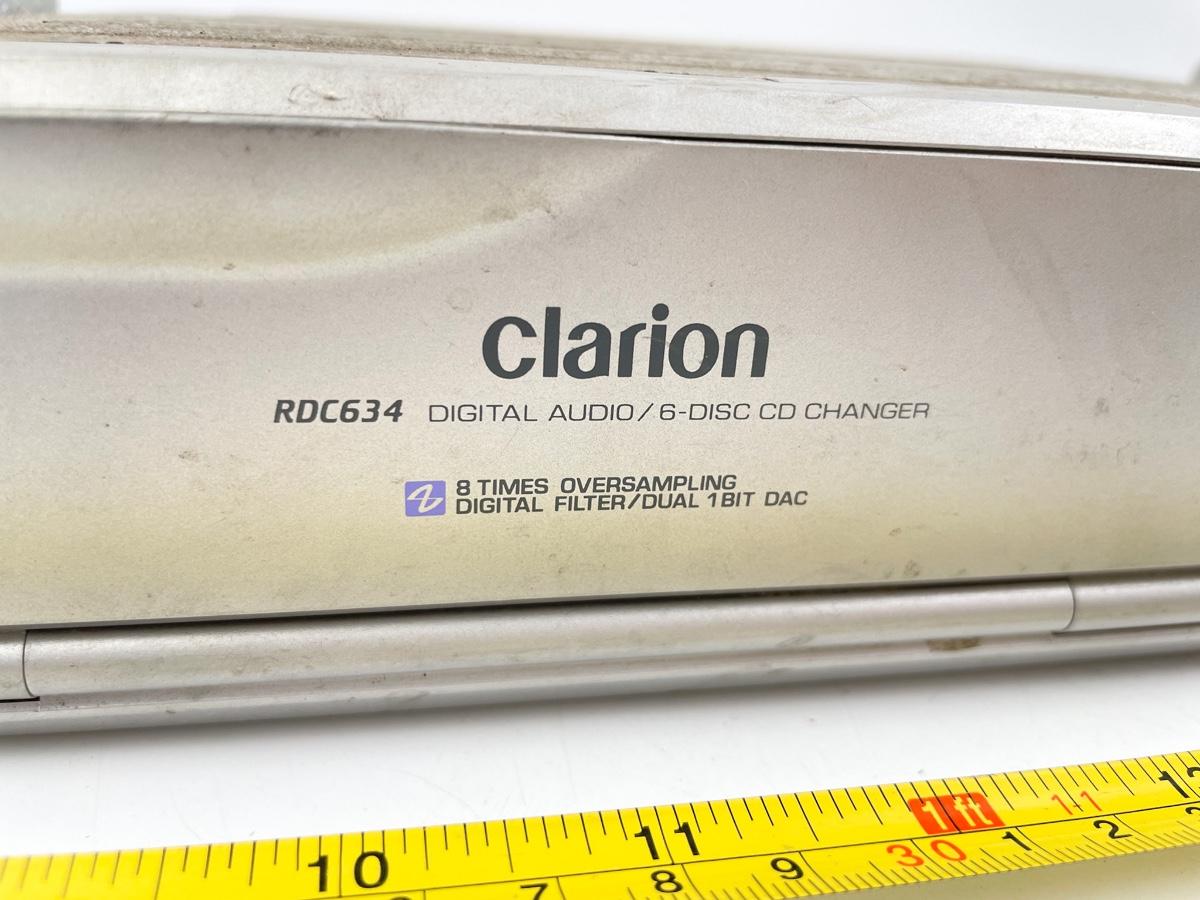 Clarion
RDC634 DIGITAL AUDIO/6-DISC CD CHANGER
8 TIMES OVERSAMPLING
DIGITAL FILTER/DUAL 1 BIT DAC
10 11 1 ft 11
7 8 9 30 1 2